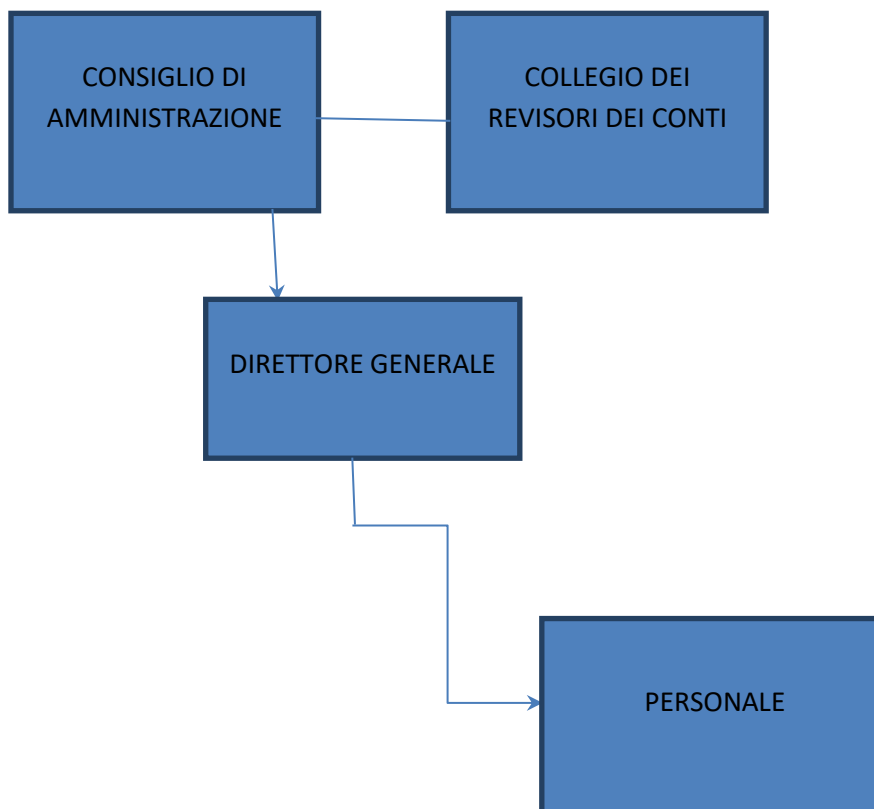 CONSIGLIO DI
AMMINISTRAZIONE
COLLEGIO DEI
REVISORI DEI CONTI
DIRETTORE GENERALE
PERSONALE